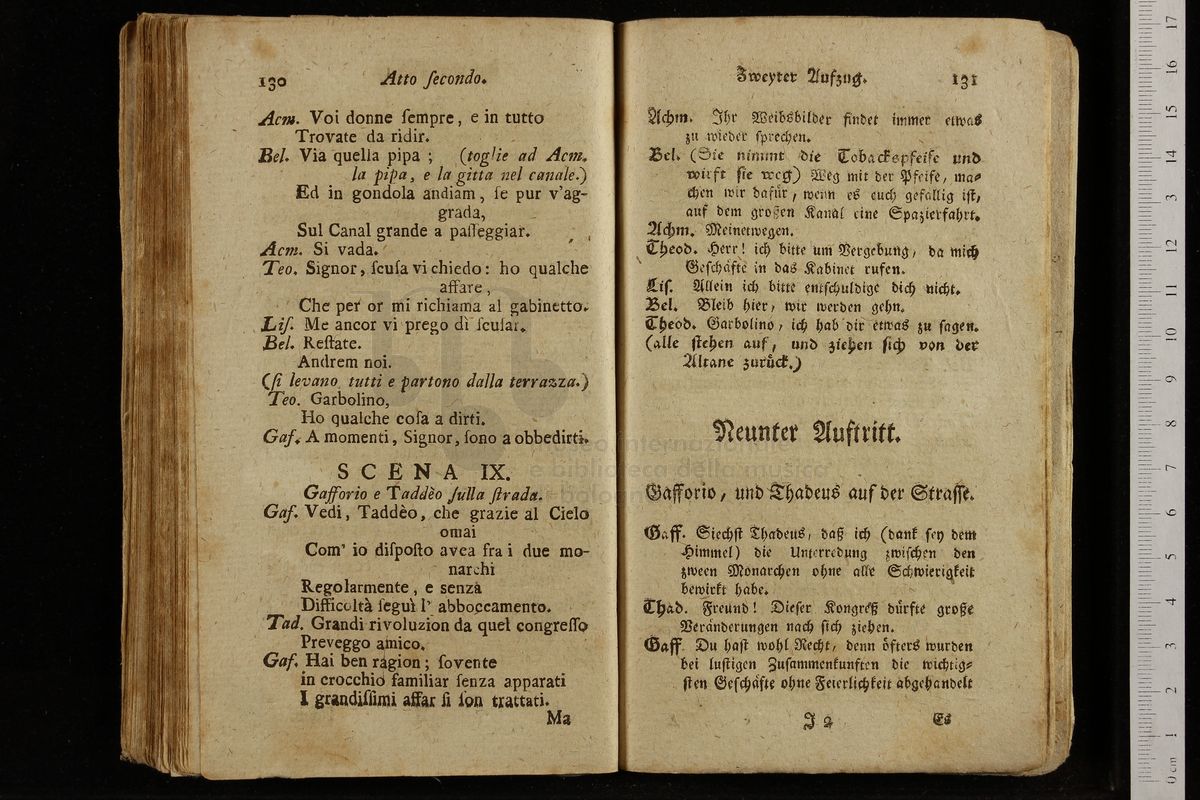 130 Atto ſecondo.
Acm. Voi donne ſempre, e in tutto
Trovate da ridir.
Bel. Via quella pipa ; (toglie ad Acm.
la pipa, e la gitta nel canale.)
Ed in gondola andiam, ſe pur v'ag-
grada,
Sul Canal grande a paſſeggiar.
Acm. Si vada.
Teo. Signor, ſcuſa vi chiedo: ho qualche
affare,
Che per or mi richiama al gabinetto.
Liſ. Me ancor vi prego di ſcuſar.
Bel. Reſtate.
Andrem noi.
(ſi levano tutti e partono dalla terrazza.)
Teo. Garbolino,
Ho qualche coſa a dirti.
Gaf. A momenti, Signor, ſono a obbedirti.
SCENA IX.
Gafforio e Taddèo ſulla ſtrada.
Gaf. Vedi, Taddèo, che grazie al Cielo
omai
Com' io diſpoſto avea fra i due mo-
narchi
Regolarmente, e senza
Difficoltà ſeguì l' abboccamento.
Tad. Grandi rivoluzion da quel congreſſo
Preveggo amico.
Gaf. Hai ben ragion; ſovente
in crocchio familiar ſenza apparati
I grandiſſimi affar ſi ſon trattati.
Ma
Zweyter Aufzug. 131
Achm. Ihr Weibsbilder findet immer etwas
zu wieder ſprechen.
Bel. (Sie nimmt die Tobackspfeife und
wirft ſie weg) Weg mit der Pfeife, ma-
chen wir dafür, wenn es euch gefällig iſt,
auf dem großen Kanal eine Spazierfahrt.
Achm. Meinetwegen.
Theod. Herr! ich bitte um Vergebung, da mich
Geſchäfte in das Kabinet rufen.
Liſ. Allein ich bitte entſchuldige dich nicht.
Bel. Bleib hier, wir werden gehn.
Theod. Garbolino, ich hab dir etwas zu ſagen.
(alle ſtehen auf, und ziehen ſich von der
Altane zurück.)
Neunter Auftritt.
Gafforio, und Thadeus auf der Straſſe.
Gaff. Siechſt Thadeus, daß ich (dank ſey dem
Himmel) die Unterredung zwiſchen den
zween Monarchen ohne alle Schwierigkeit
bewirkt habe.
Thad. Freund! Dieſer Kongreß dürfte große
Veränderungen nach ſich ziehen.
Gaff. Du haſt wohl Recht, denn öfters wurden
bei luſtigen Zuſammenkunften die wichtig-
ſten Geſchäfte ohne Feierlichkeit abgehandelt
J 2 Es